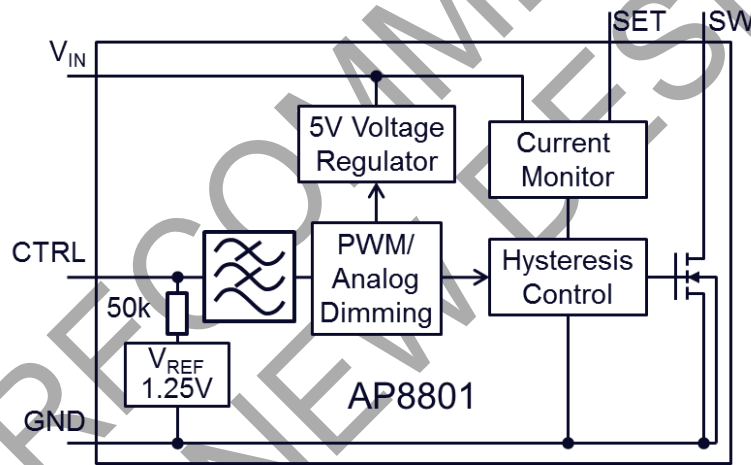 SET
SW
VIN
5V Voltage
Regulator
Current
Monitor
CTRL
PWM/
Analog
Dimming
Hysteresis
Control
50k
VREF
1.25V
AP8801
GND